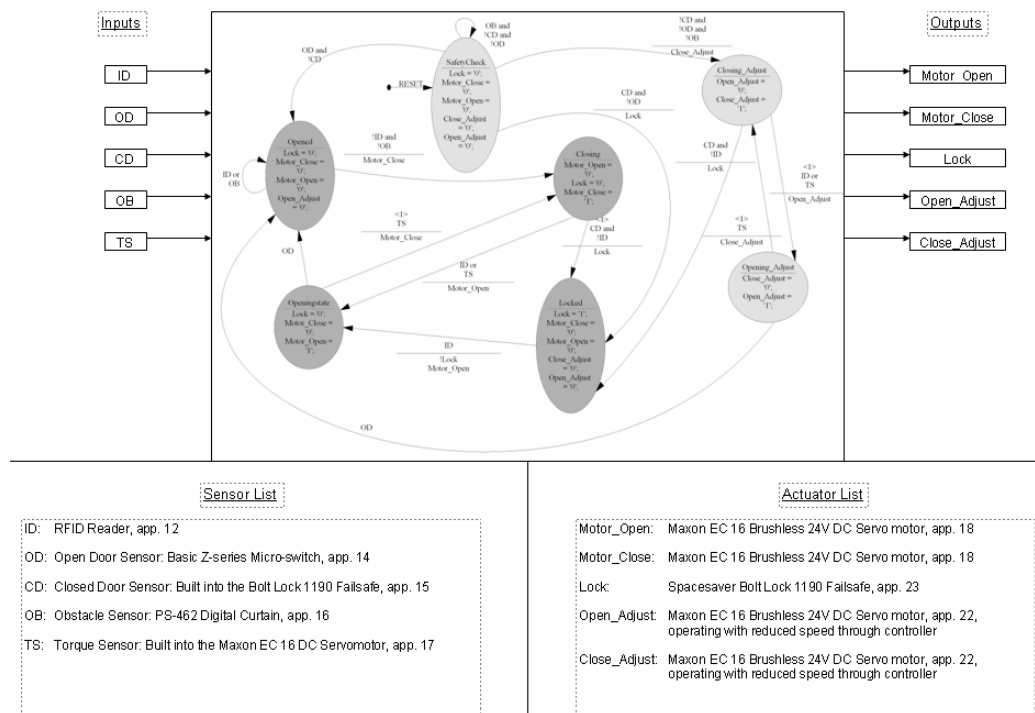 Inputs
Outputs
ID
OD
CD
OB
TS
Motor_Open
Motor_Close
Lock
Open_Adjust
Close_Adjust
OB and
!CD and
!OD
OD and
!CD
RESET
SafetyCheck
Lock = '0';
Motor_Close =
'0';
Motor_Open =
'0';
Close_Adjust
= '0';
Open_Adjust
= '0';
!CD and
!OD and
!OB
Close_Adjust
Closing_Adjust
Open_Adjust =
'0';
Close_Adjust =
'1';
CD and
!OD
Lock
Opened
Lock = '0';
Motor_Close =
'0';
Motor_Open =
'0';
Open_Adjust =
'0';
ID or
OB
!ID and
!OB
Motor_Close
Closing
Motor_Open =
'0';
Lock = '0';
Motor_Close =
'1';
CD and
!ID
Lock
<1>
ID or
TS
Open_Adjust
<1>
TS
Motor_Close
<1>
CD and
!ID
Lock
<1>
TS
Close_Adjust
OD
ID or
TS
Motor_Open
Opening_Adjust
Close_Adjust =
'0';
Open_Adjust =
'1';
Openingstate
Lock = '0';
Motor_Close =
'0';
Motor_Open =
'1';
Locked
Lock = '1';
Motor_Close =
'0';
Motor_Open =
'0';
Close_Adjust
= '0';
Open_Adjust
= '0';
ID
!Lock
Motor_Open
OD
Sensor List
ID: RFID Reader, app. 12
OD: Open Door Sensor: Basic Z-series Micro-switch, app. 14
CD: Closed Door Sensor: Built into the Bolt Lock 1190 Failsafe, app. 15
OB: Obstacle Sensor: PS-462 Digital Curtain, app. 16
TS: Torque Sensor: Built into the Maxon EC 16 DC Servomotor, app. 17
Actuator List
Motor_Open: Maxon EC 16 Brushless 24V DC Servo motor, app. 18
Motor_Close: Maxon EC 16 Brushless 24V DC Servo motor, app. 18
Lock: Spacesaver Bolt Lock 1190 Failsafe, app. 23
Open_Adjust: Maxon EC 16 Brushless 24V DC Servo motor, app. 22,
operating with reduced speed through controller
Close_Adjust: Maxon EC 16 Brushless 24V DC Servo motor, app. 22,
operating with reduced speed through controller